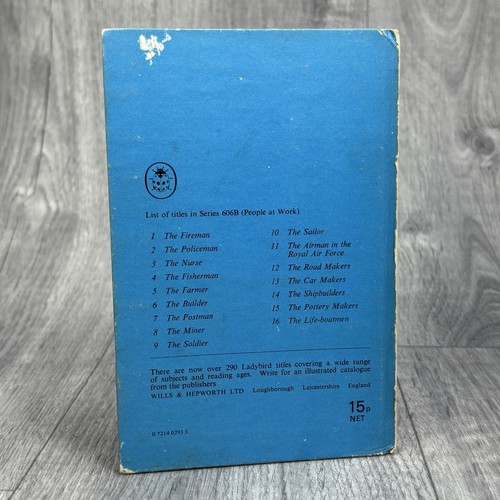 List of titles in Series 606B (People at Work)
1 The Fireman
2 The Policeman
3 The Nurse
4 The Fisherman
5 The Farmer
6 The Builder
7 The Postman
8 The Miner
9 The Soldier
10 The Sailor
11 The Airman in the
Royal Air Force
12 The Road Makers
13 The Car Makers
14 The Shipbuilders
15 The Pottery Makers
16 The Life-boatmen
There are now over 290 Ladybird titles covering a wide range
of subjects and reading ages. Write for an illustrated catalogue
from the publishers
WILLS & HEPWORTH LTD Loughborough Leicestershire England
15p
NET
0 7214 0293 5